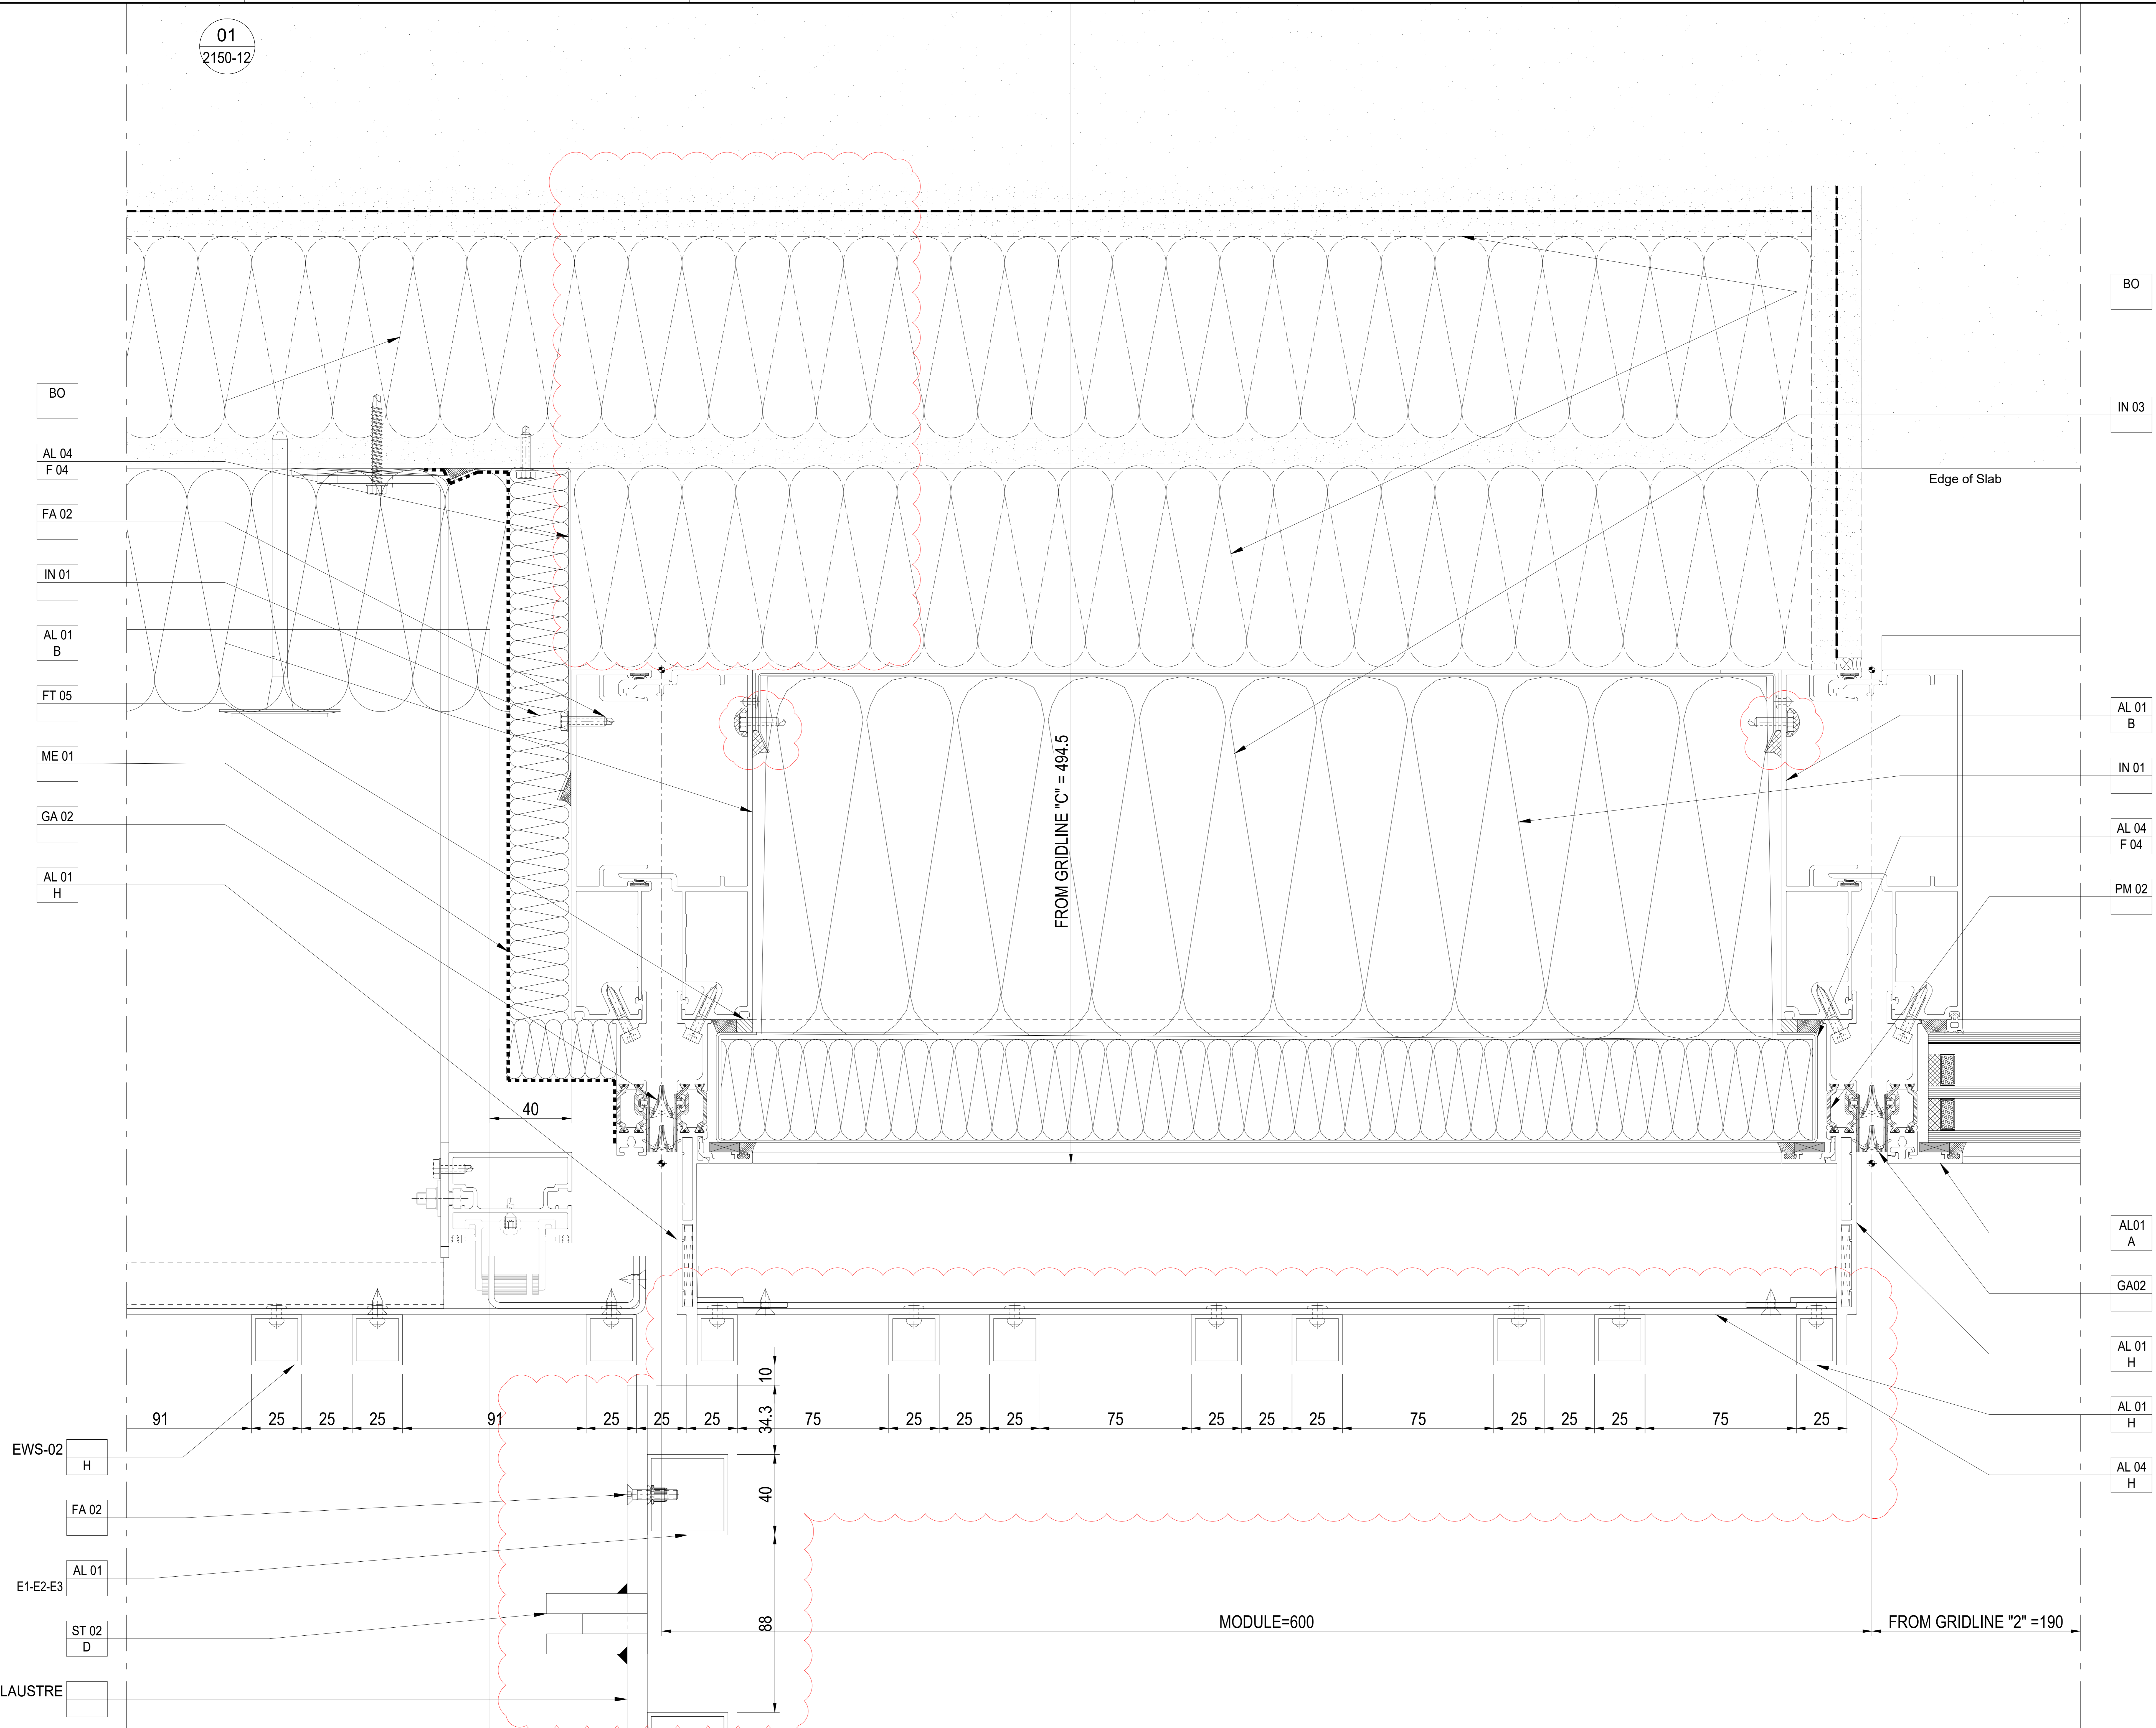 01
2150-12
BO
AL 04
F 04
FA 02
IN 01
AL 01
B
FT 05
ME 01
GA 02
AL 01
H
BO
IN 03
Edge of Slab
AL 01
B
IN 01
AL 04
F 04
PM 02
AL01
A
GA02
AL 01
H
AL 01
H
AL 04
H
FROM GRIDLINE "C" = 494.5
40
91 25 25 25 91 25 25 25 75 25 25 25 75 25 25 25 75 25 25 25 75 25
10
34.3
40
88
EWS-02
H
FA 02
AL 01
E1-E2-E3
ST 02
D
LAUSTRE
MODULE=600
FROM GRIDLINE "2" =190